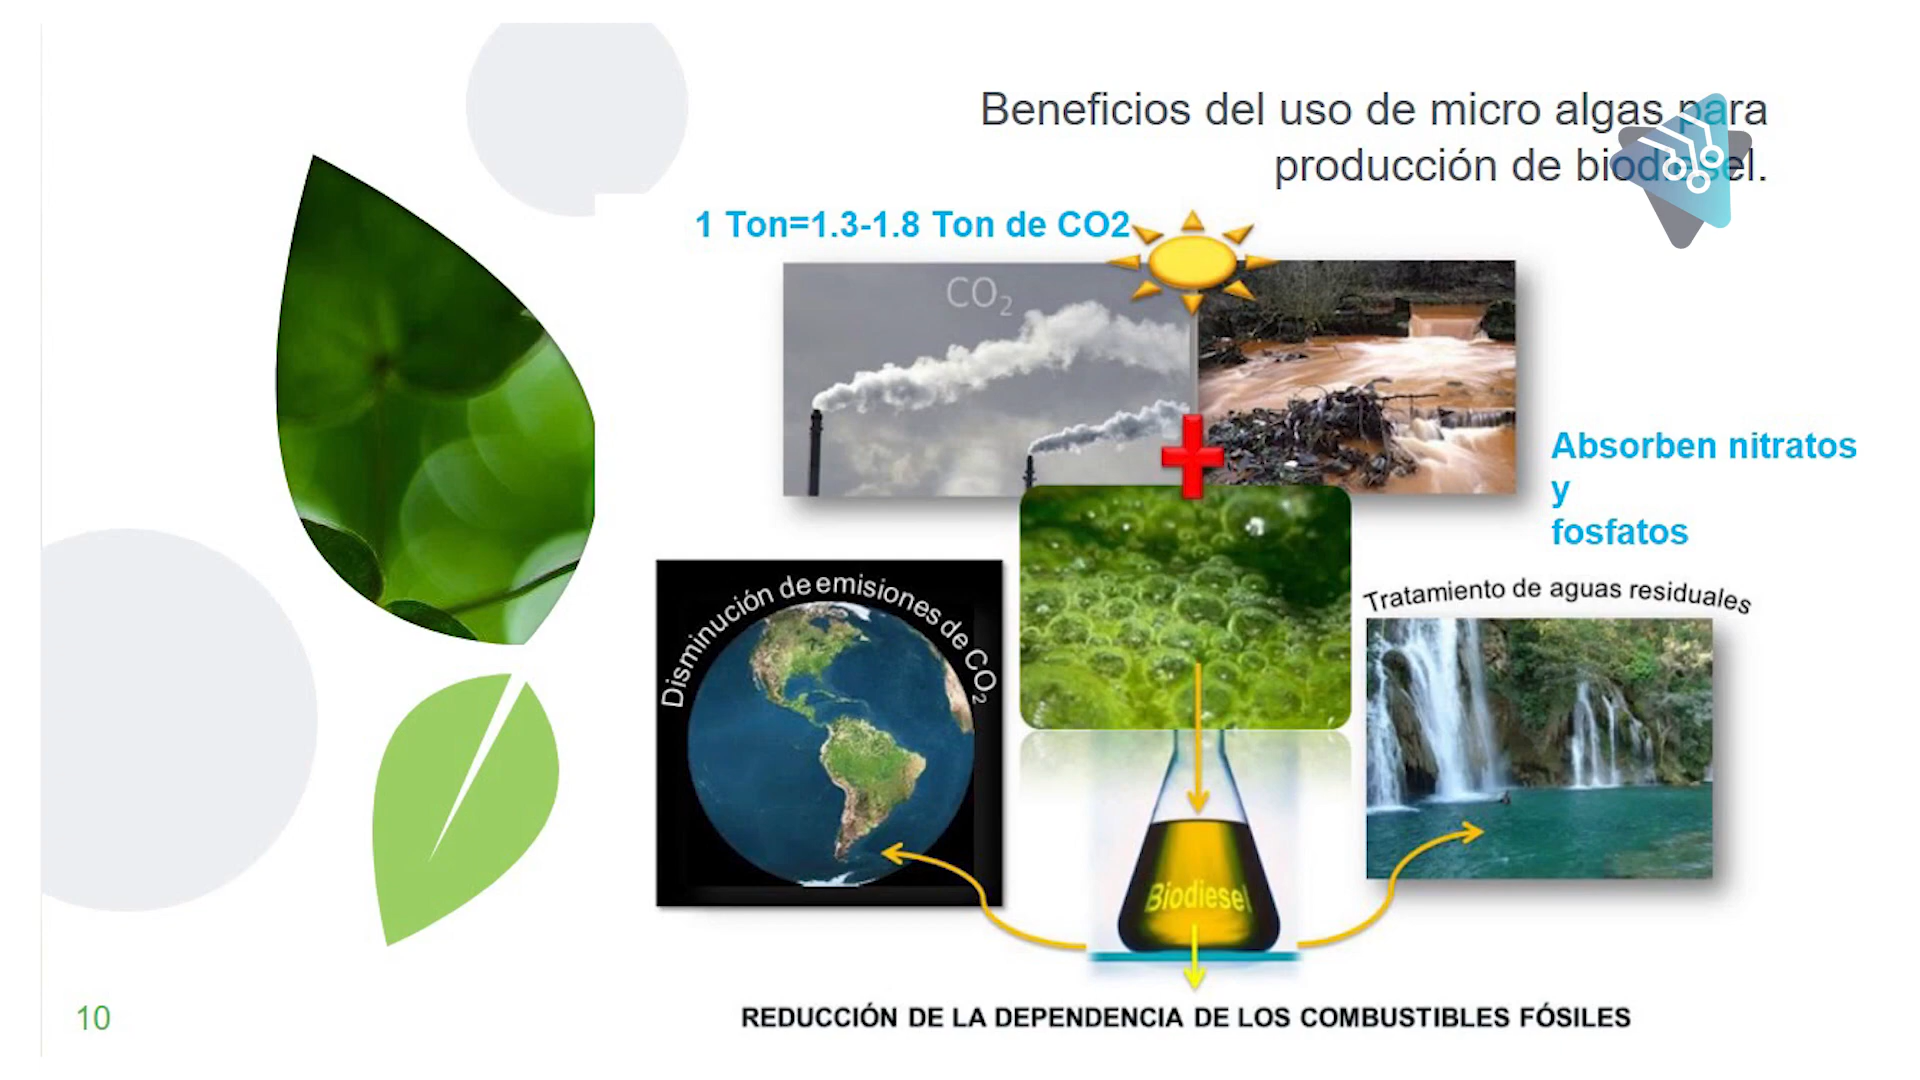 Beneficios del uso de micro algas para
producción de biodiesel.
1 Ton=1.3-1.8 Ton de CO2
CO2
Absorben nitratos
y
fosfatos
Disminución de emisiones de CO2
Tratamiento de aguas residuales
Biodiesel
REDUCCIÓN DE LA DEPENDENCIA DE LOS COMBUSTIBLES FÓSILES
10